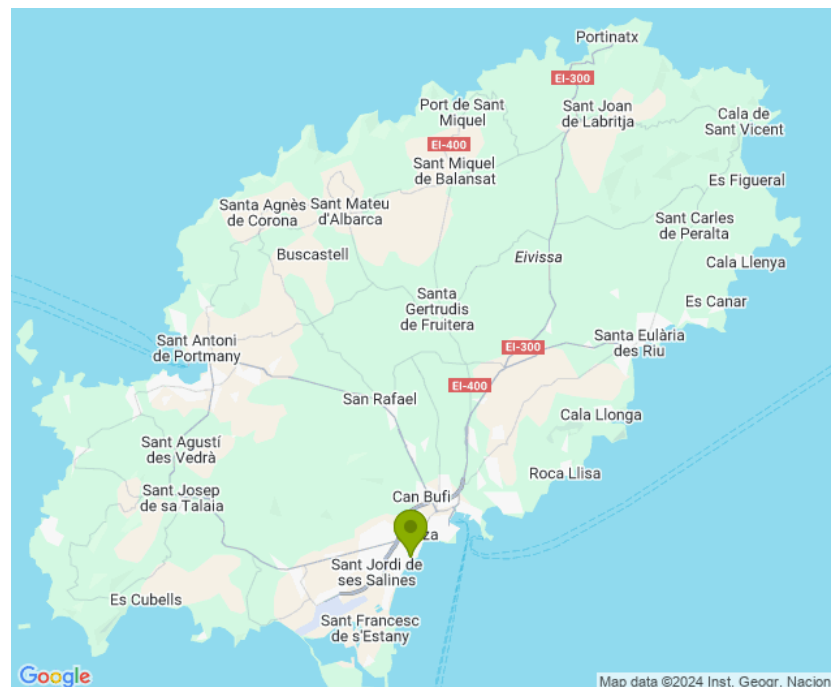 Portinatx
EI-300
Port de Sant
Miquel
Sant Joan
de Labritja
Cala de
Sant Vicent
EI-400
Sant Miquel
de Balansat
Es Figueral
Santa Agnès
de Corona
Sant Mateu
d'Albarca
Sant Carles
de Peralta
Buscastell
Eivissa
Cala Llenya
Santa
Gertrudis
de Fruitera
Es Canar
Sant Antoni
de Portmany
Santa Eulària
des Riu
EI-300
EI-400
San Rafael
Cala Llonga
Sant Agustí
des Vedrà
Roca Llisa
Sant Josep
de sa Talaia
Can Bufí
za
Sant Jordi de
ses Salines
Es Cubells
Sant Francesc
de s'Estany
Google
Map data ©2024 Inst. Geogr. Nacion